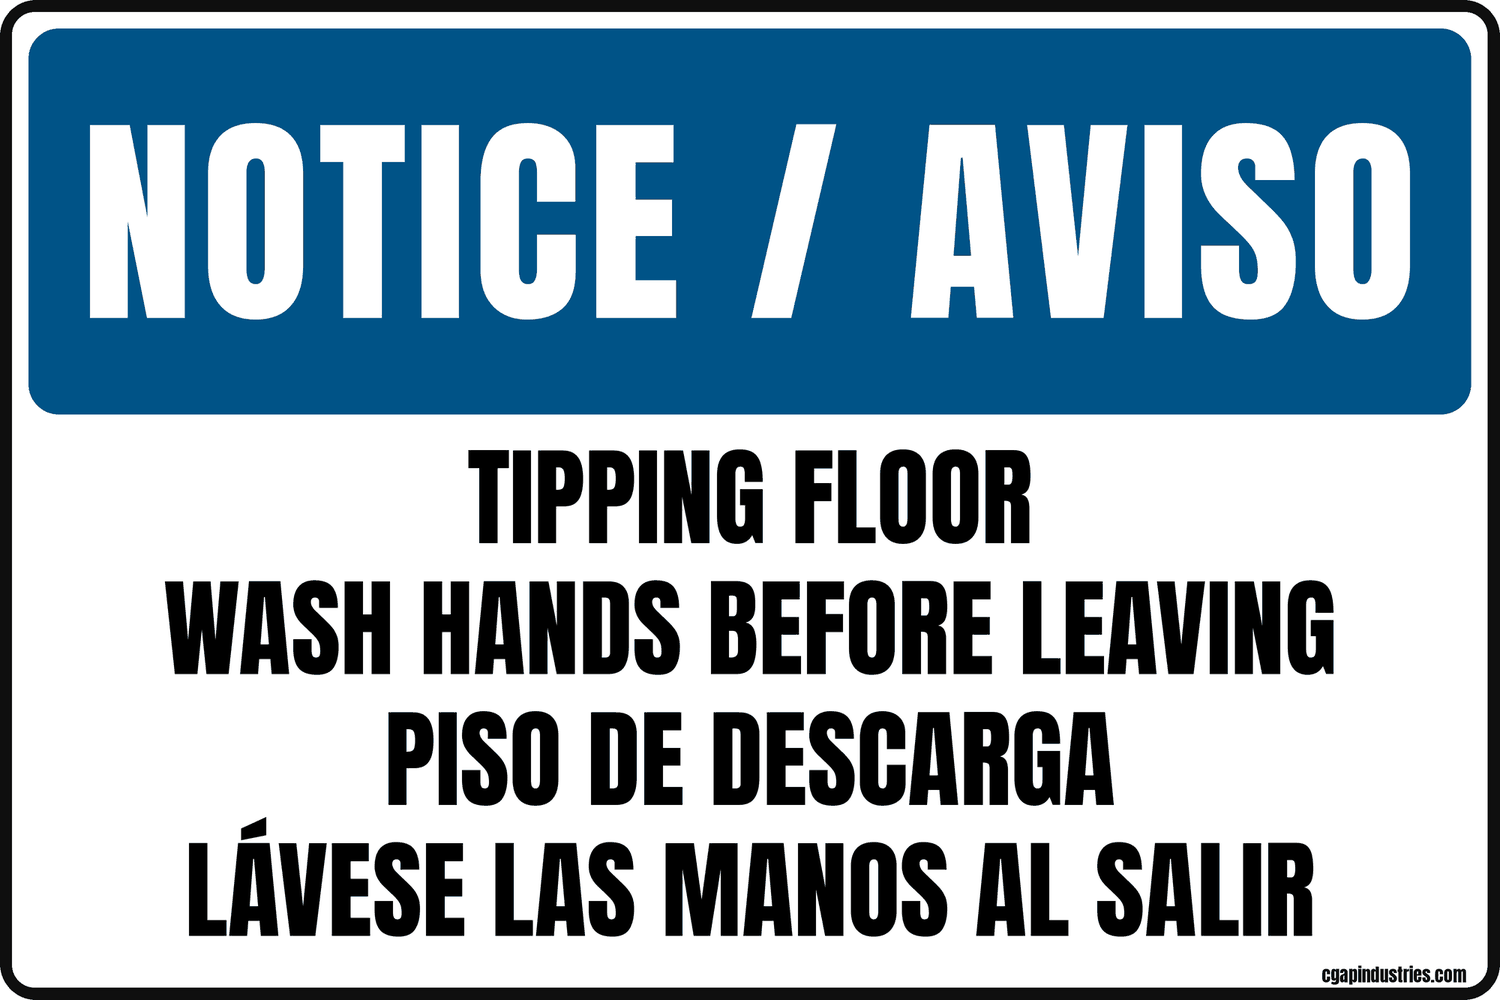 NOTICE / AVISO
TIPPING FLOOR
WASH HANDS BEFORE LEAVING
PISO DE DESCARGA
LÁVESE LAS MANOS AL SALIR
cgapindustries.com